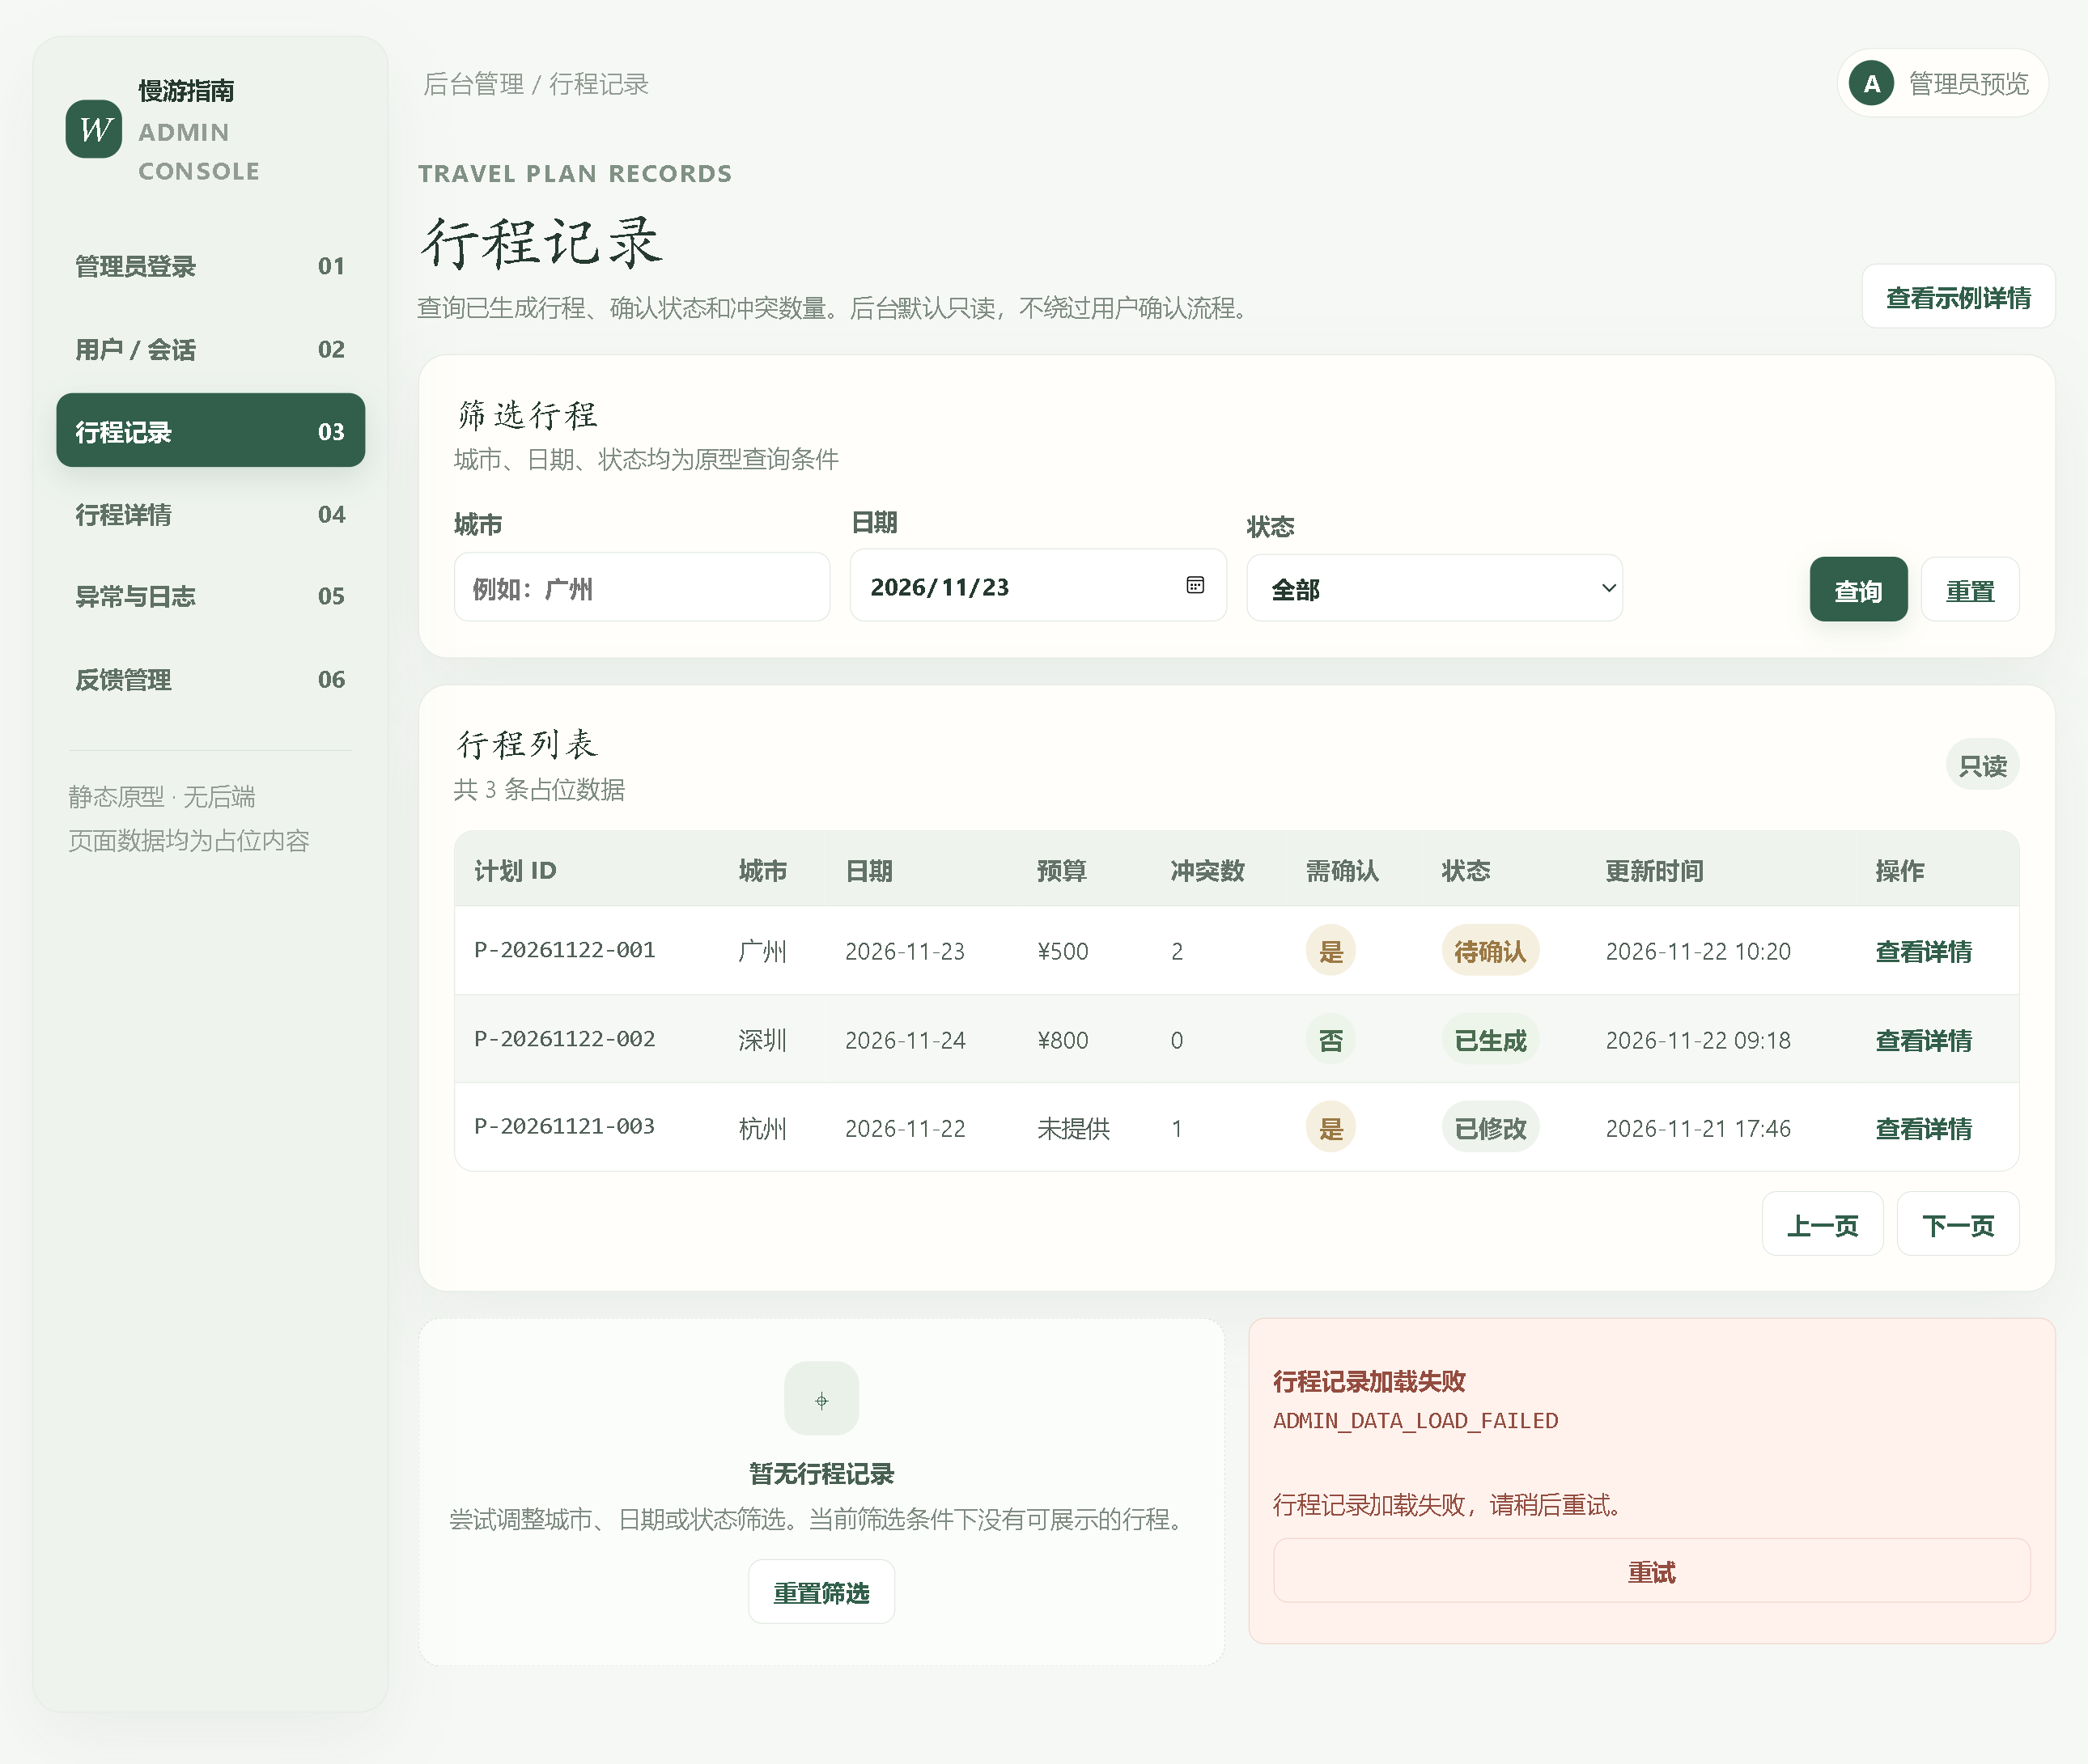 慢游指南
ADMIN
CONSOLE
W
管理员登录 01
用户 / 会话 02
行程记录 03
行程详情 04
异常与日志 05
反馈管理 06
静态原型 · 无后端
页面数据均为占位内容
后台管理 / 行程记录
A 管理员预览
TRAVEL PLAN RECORDS
行程记录
查询已生成行程、确认状态和冲突数量。后台默认只读，不绕过用户确认流程。
查看示例详情
筛选行程
城市、日期、状态均为原型查询条件
城市 日期 状态
例如：广州 2026/11/23 全部 查询 重置
行程列表
共 3 条占位数据
只读
计划 ID 城市 日期 预算 冲突数 需确认 状态 更新时间 操作
P-20261122-001 广州 2026-11-23 ¥500 2 是 待确认 2026-11-22 10:20 查看详情
P-20261122-002 深圳 2026-11-24 ¥800 0 否 已生成 2026-11-22 09:18 查看详情
P-20261121-003 杭州 2026-11-22 未提供 1 是 已修改 2026-11-21 17:46 查看详情
上一页 下一页
暂无行程记录
尝试调整城市、日期或状态筛选。当前筛选条件下没有可展示的行程。
重置筛选
行程记录加载失败
ADMIN_DATA_LOAD_FAILED
行程记录加载失败，请稍后重试。
重试